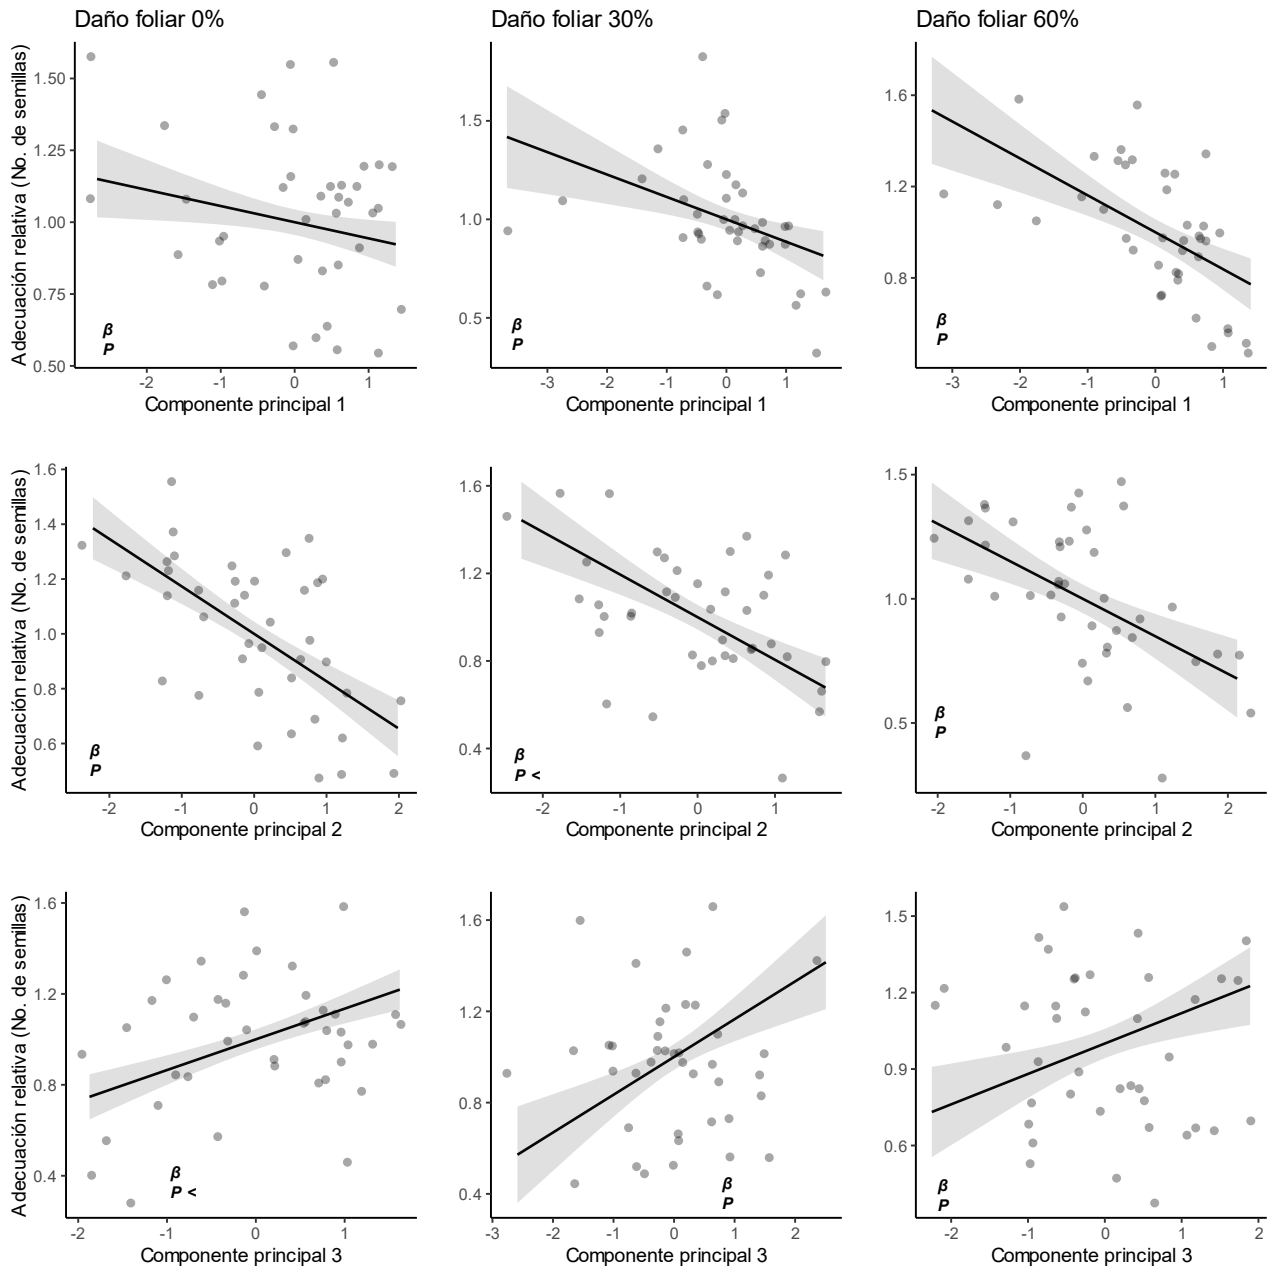 Daño foliar 0%
Daño foliar 30%
Daño foliar 60%
Adecuación relativa (No. de semillas)
1.50
1.25
1.00
0.75
0.50
β
P
-2
-1
0
1
Componente principal 1
1.5
1.0
0.5
β
P
-3
-2
-1
0
1
Componente principal 1
1.6
1.2
0.8
β
P
-3
-2
-1
0
1
Componente principal 1
Adecuación relativa (No. de semillas)
1.6
1.4
1.2
1.0
0.8
0.6
β
P
-2
-1
0
1
2
Componente principal 2
1.6
1.2
0.8
0.4
β
P <
-2
-1
0
1
Componente principal 2
1.5
1.0
0.5
β
P
-2
-1
0
1
2
Componente principal 2
Adecuación relativa (No. de semillas)
1.6
1.2
0.8
0.4
β
P <
-2
-1
0
1
Componente principal 3
1.6
1.2
0.8
0.4
β
P
-3
-2
-1
0
1
2
Componente principal 3
1.5
1.2
0.9
0.6
β
P
-2
-1
0
1
2
Componente principal 3